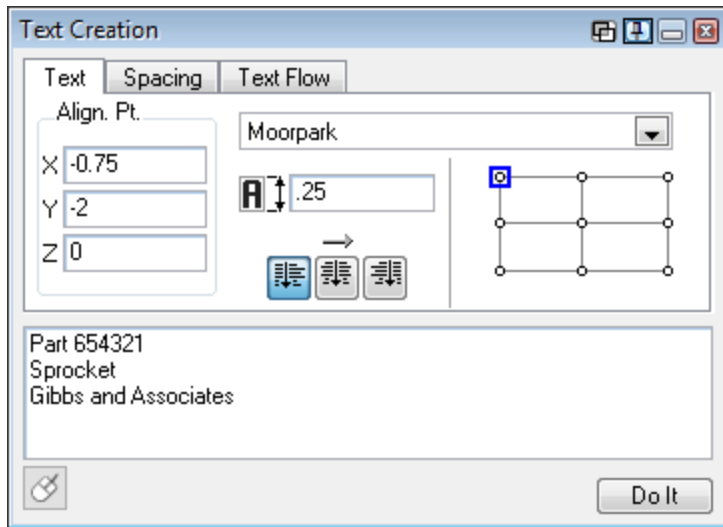 Text Creation
Text Spacing Text Flow
Align. Pt.
Moorpark
X -0.75
A .25
Y -2
Z 0
Part 654321
Sprocket
Gibbs and Associates
Do It